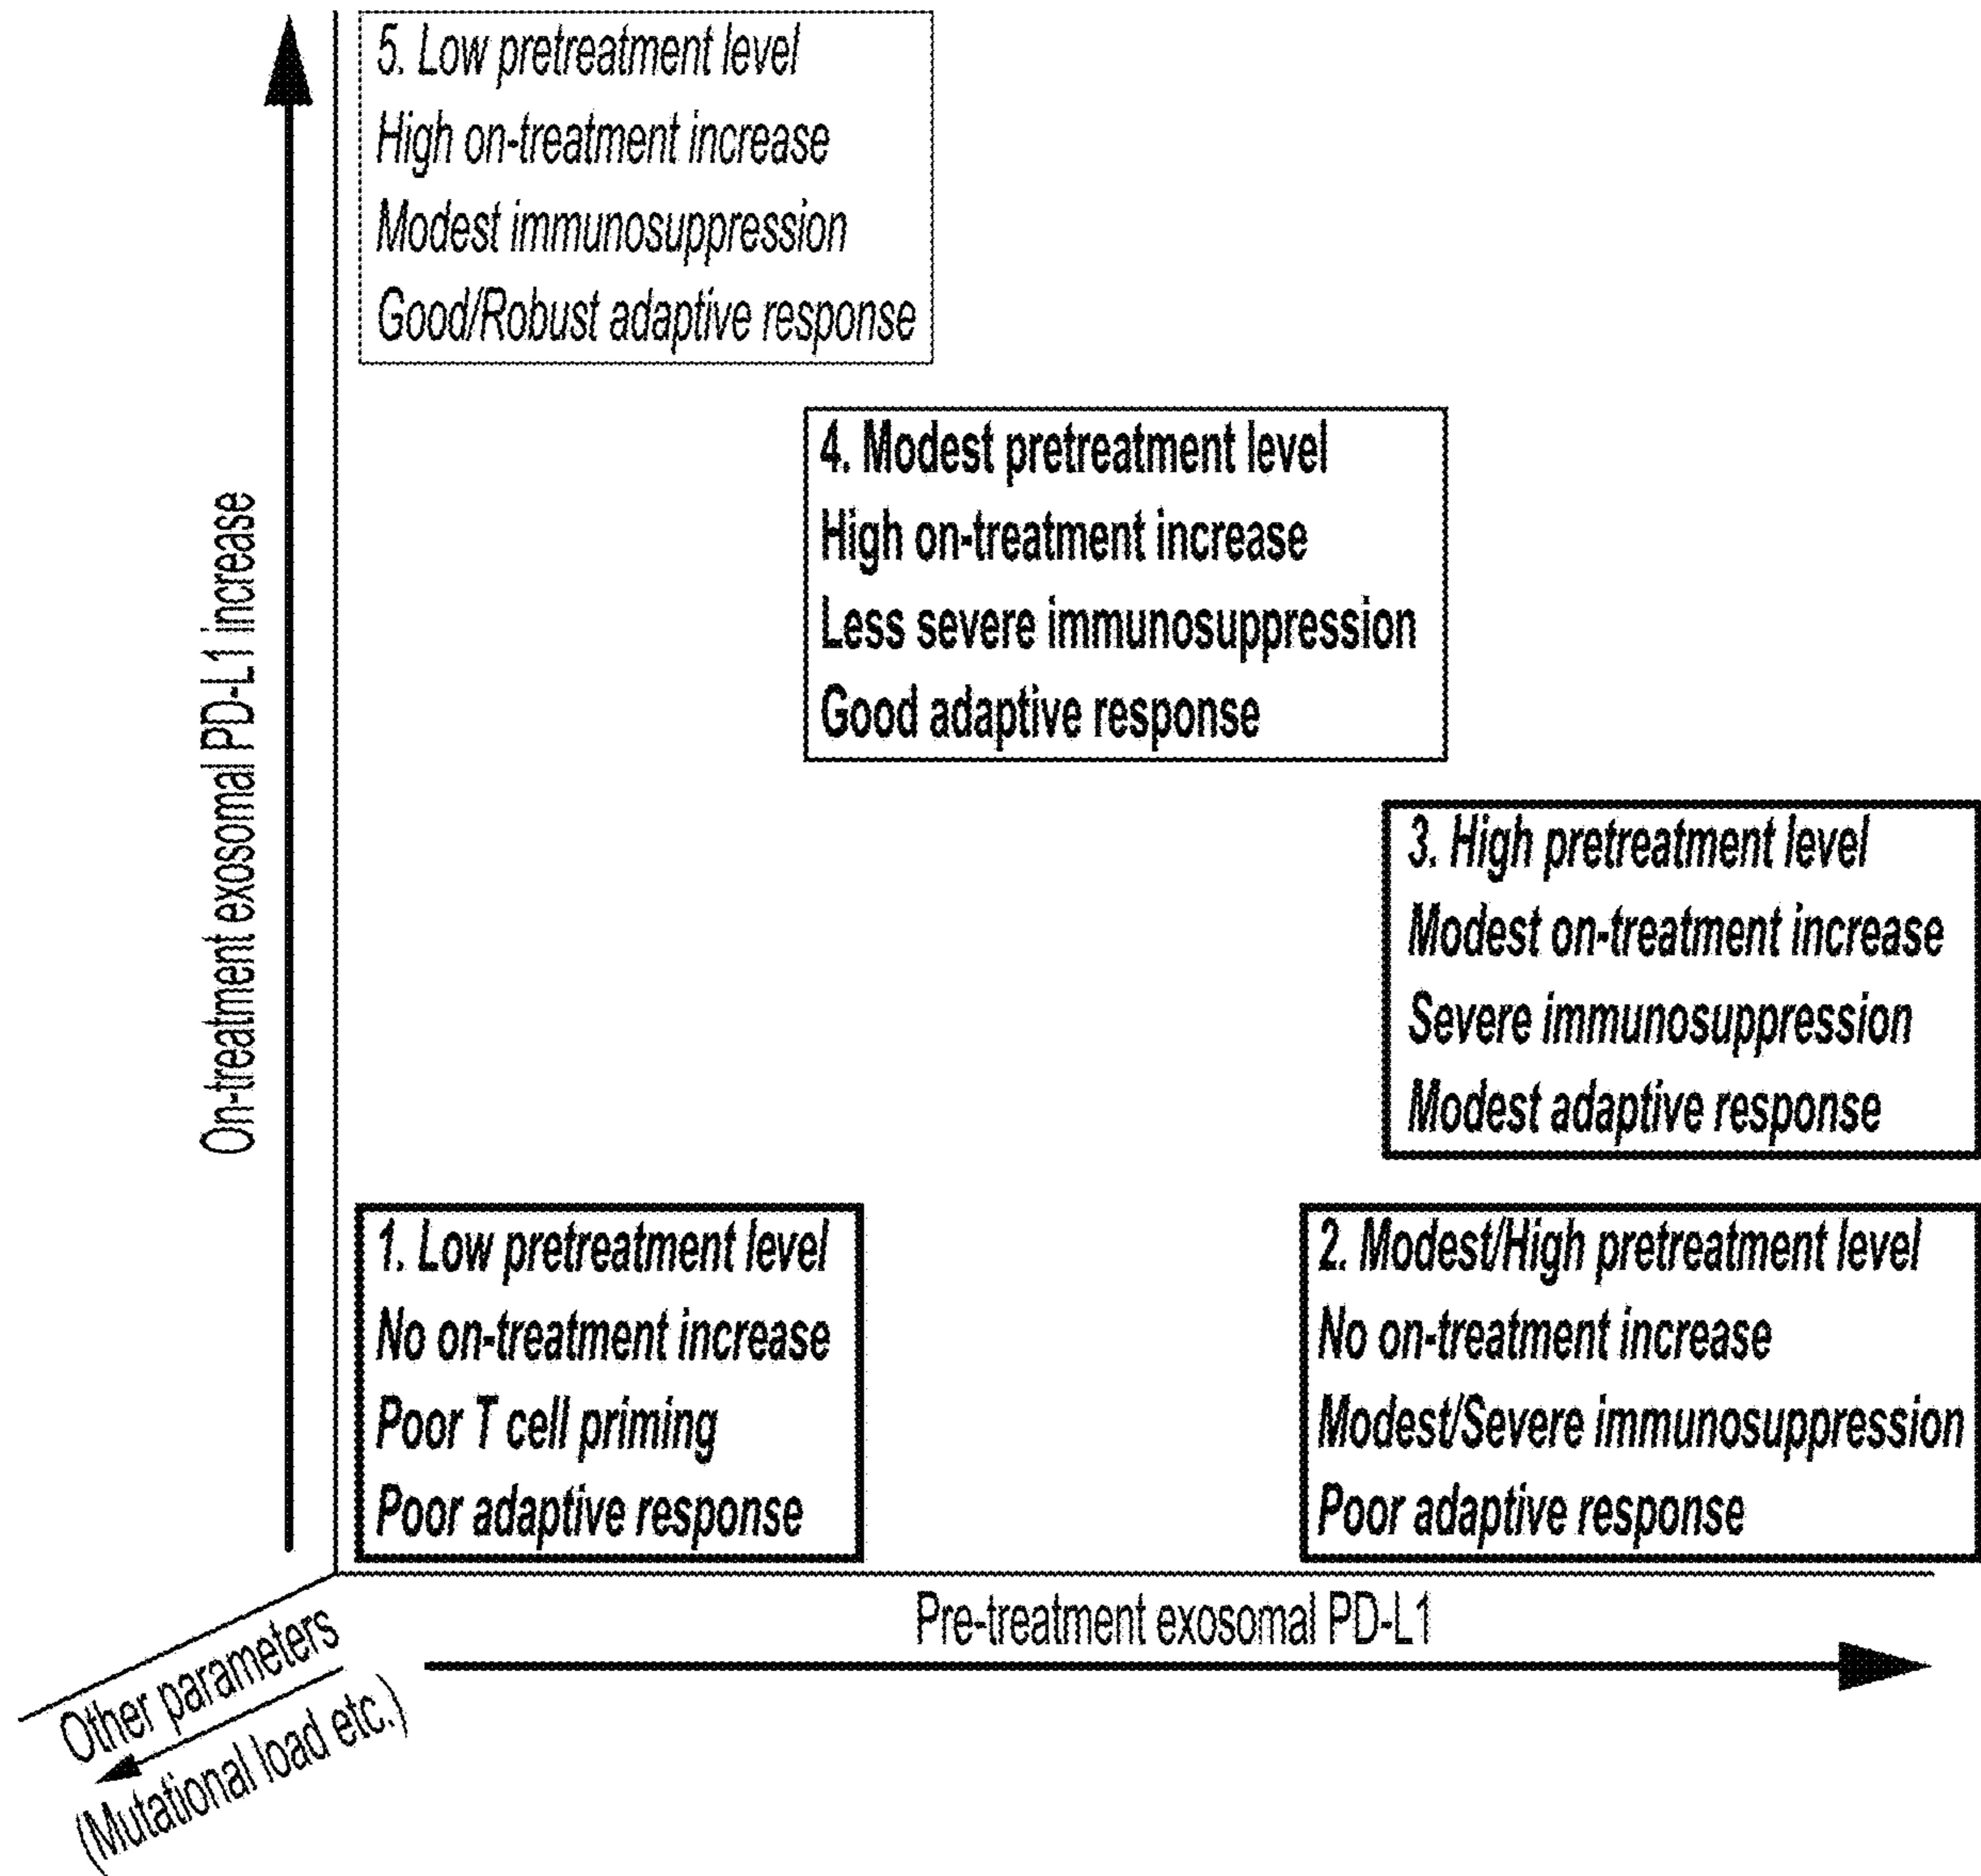 5. Low pretreatment level
High on-treatment increase
Modest immunosuppression
Good/Robust adaptive response
4. Modest pretreatment level
High on-treatment increase
Less severe immunosuppression
Good adaptive response
On-treatment exosomal PD-L1 increase
3. High pretreatment level
Modest on-treatment increase
Severe immunosuppression
Modest adaptive response
1. Low pretreatment level
No on-treatment increase
Poor T cell priming
Poor adaptive response
2. Modest/High pretreatment level
No on-treatment increase
Modest/Severe immunosuppression
Poor adaptive response
Pre-treatment exosomal PD-L1
Other parameters
(Mutational load etc.)